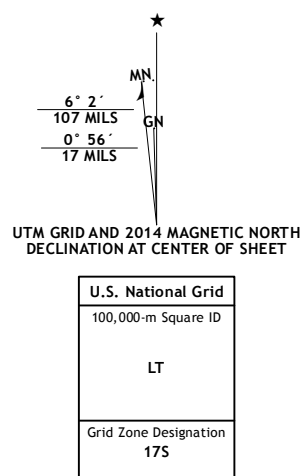 ★
MN.
6° 2´
107 MILS
GN
0° 56´
17 MILS
UTM GRID AND 2014 MAGNETIC NORTH
DECLINATION AT CENTER OF SHEET
U.S. National Grid
100,000-m Square ID
LT
Grid Zone Designation
17S